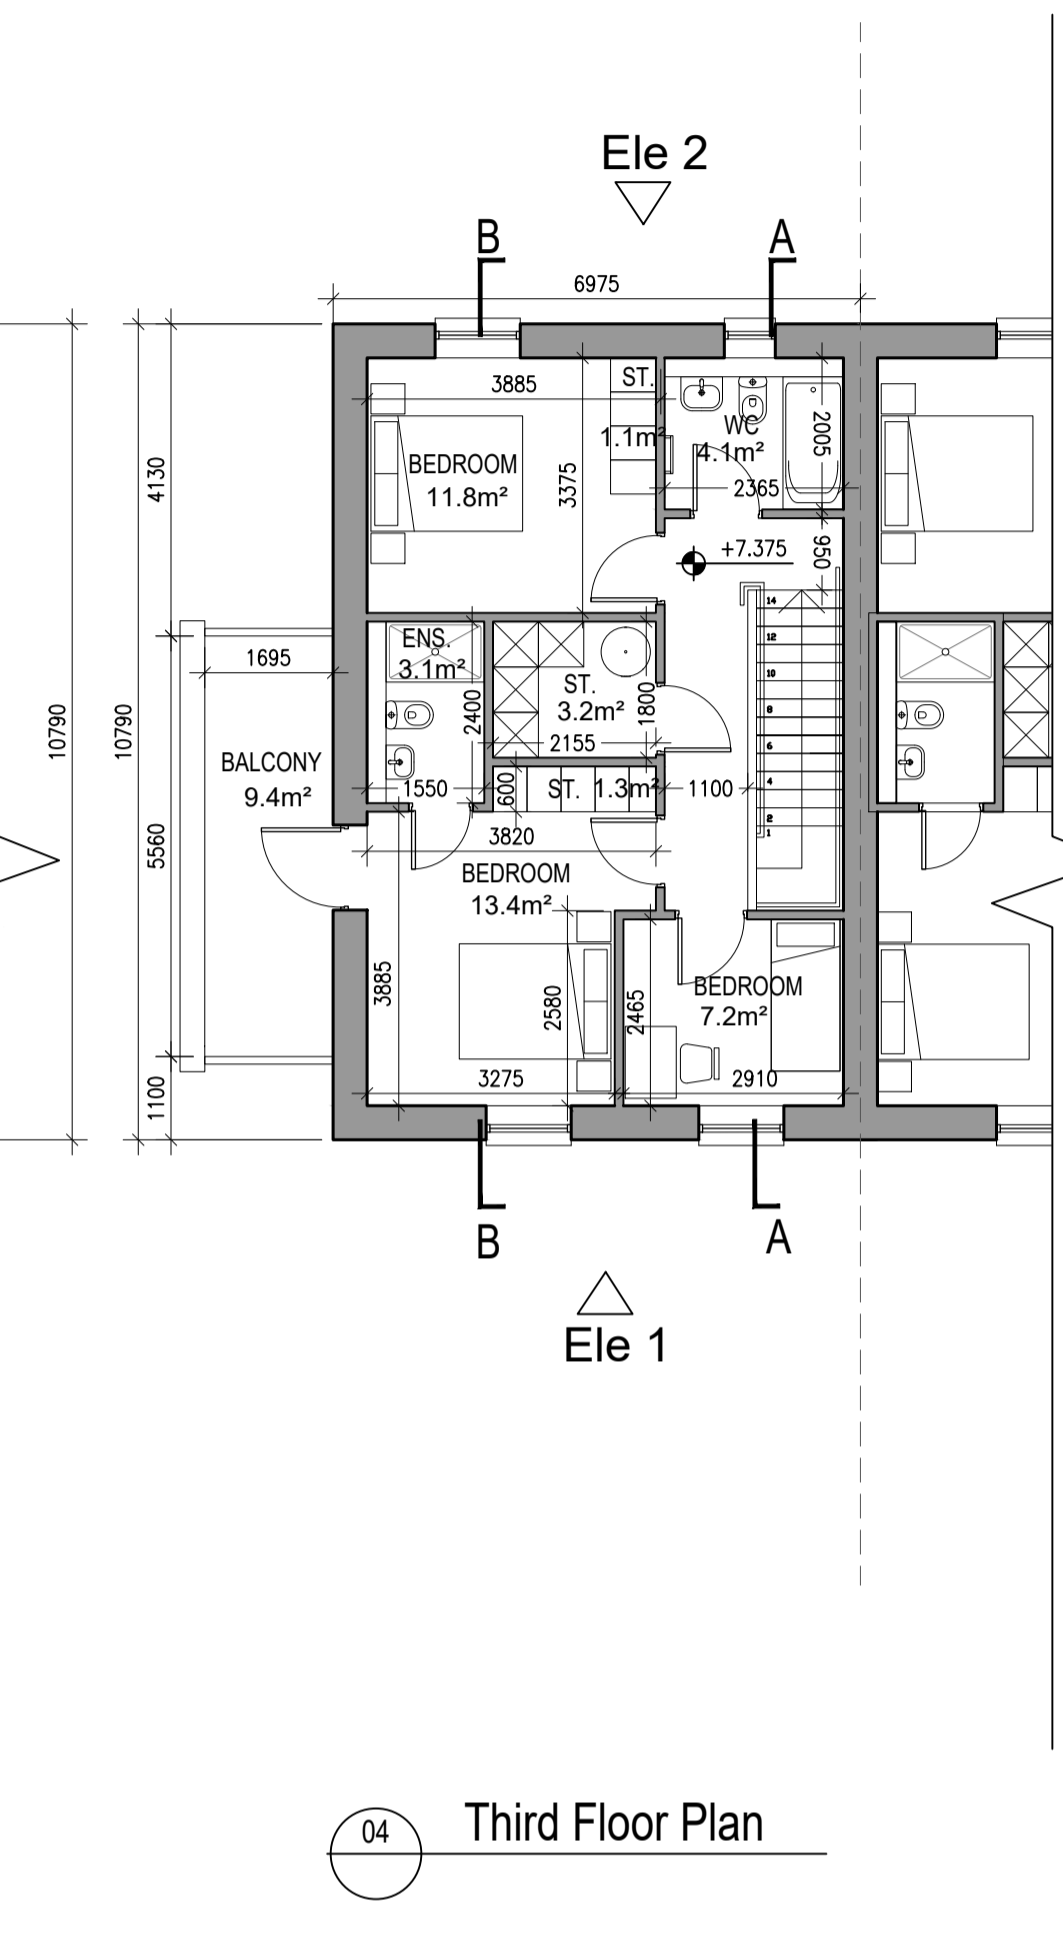 Ele 2
B
A
6975
3885
ST.
1.1m²
WC
4.1m²
2005
2365
BEDROOM
11.8m²
3375
4130
+7.375
950
14
12
10
8
6
4
2
1
ENS.
3.1m²
1695
2400
ST.
3.2m²
1800
2155
10790
10790
BALCONY
9.4m²
1550
600
ST. 1.3m²
1100
3820
5560
BEDROOM
13.4m²
3885
2580
2465
BEDROOM
7.2m²
3275
2910
1100
B
A
Ele 1
04
Third Floor Plan